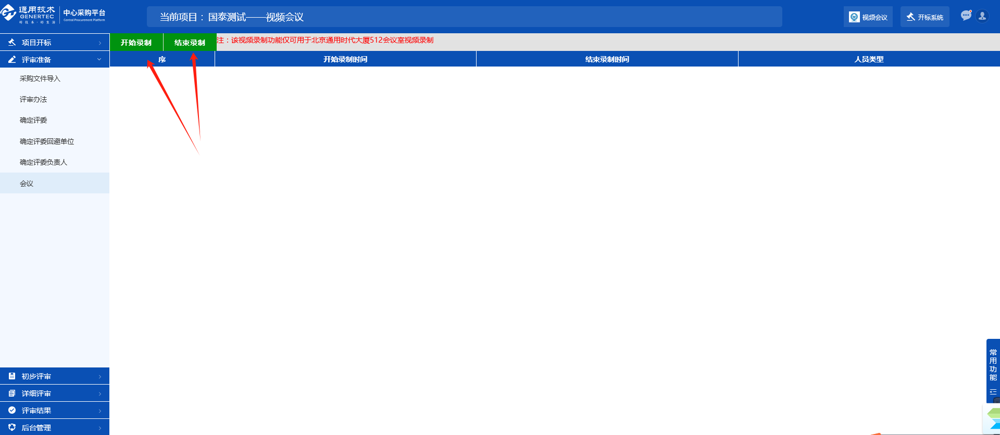 通用技术
GENERTEC
好技术·好生活
中心采购平台
Central Procurement Platform
当前项目：国泰测试——视频会议
视频会议
开标系统
项目开标
评审准备
采购文件导入
评审办法
确定评委
确定评委回避单位
确定评委负责人
会议
初步评审
详细评审
评审结果
后台管理
开始录制
结束录制
注：该视频录制功能仅可用于北京通用时代大厦512会议室视频录制
序
开始录制时间
结束录制时间
人员类型
常用功能